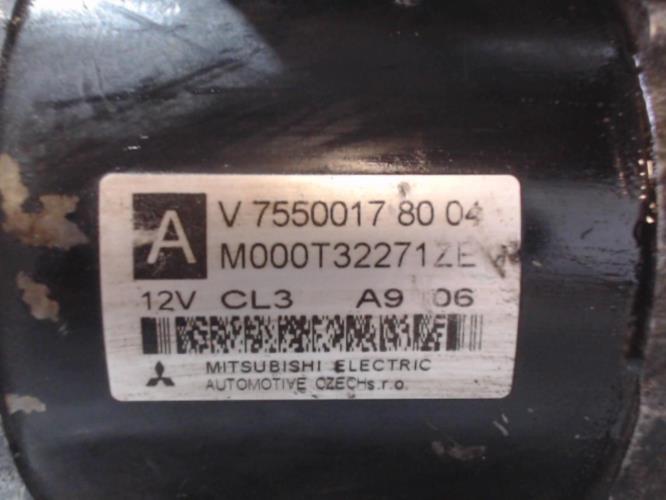 A
V 7550017 80 04
M000T32271ZE
12V CL3 A9 06
MITSUBISHI ELECTRIC
AUTOMOTIVE CZECH s.r.o.